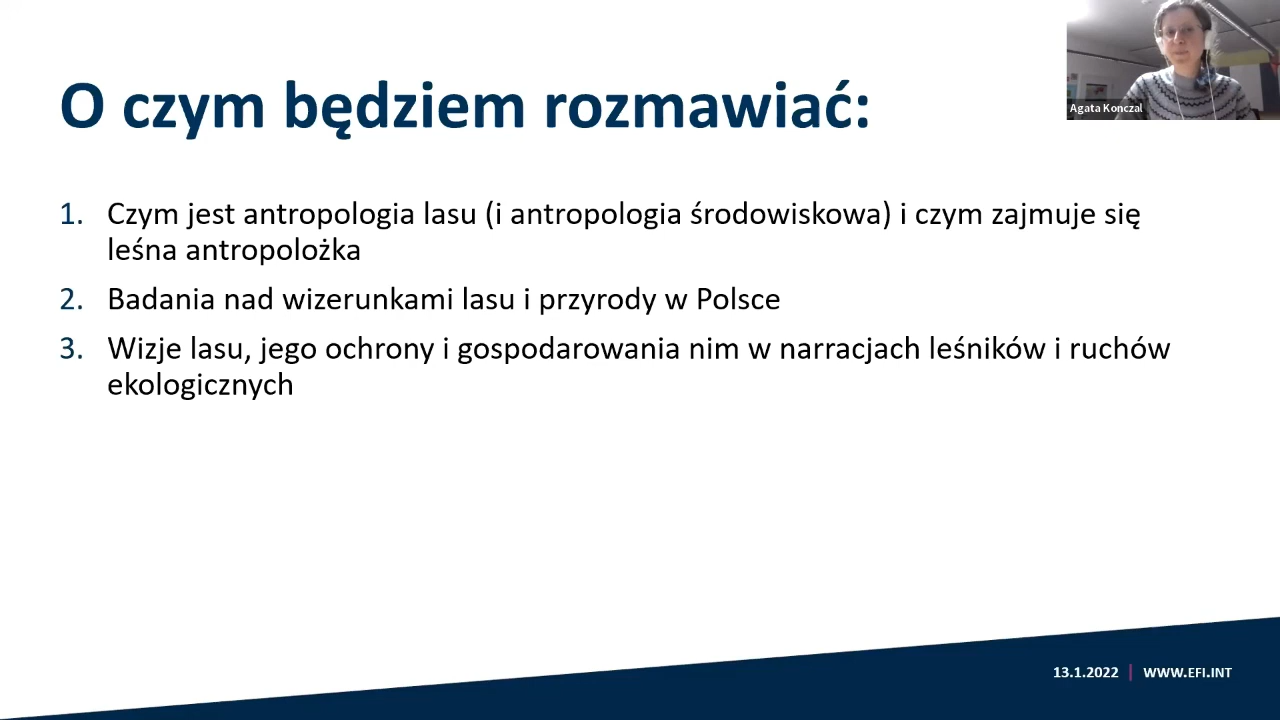 O czym będziem rozmawiać:
Agata Konczal
1. Czym jest antropologia lasu (i antropologia środowiskowa) i czym zajmuje się
leśna antropolożka
2. Badania nad wizerunkami lasu i przyrody w Polsce
3. Wizje lasu, jego ochrony i gospodarowania nim w narracjach leśników i ruchów
ekologicznych
13.1.2022 | WWW.EFI.INT